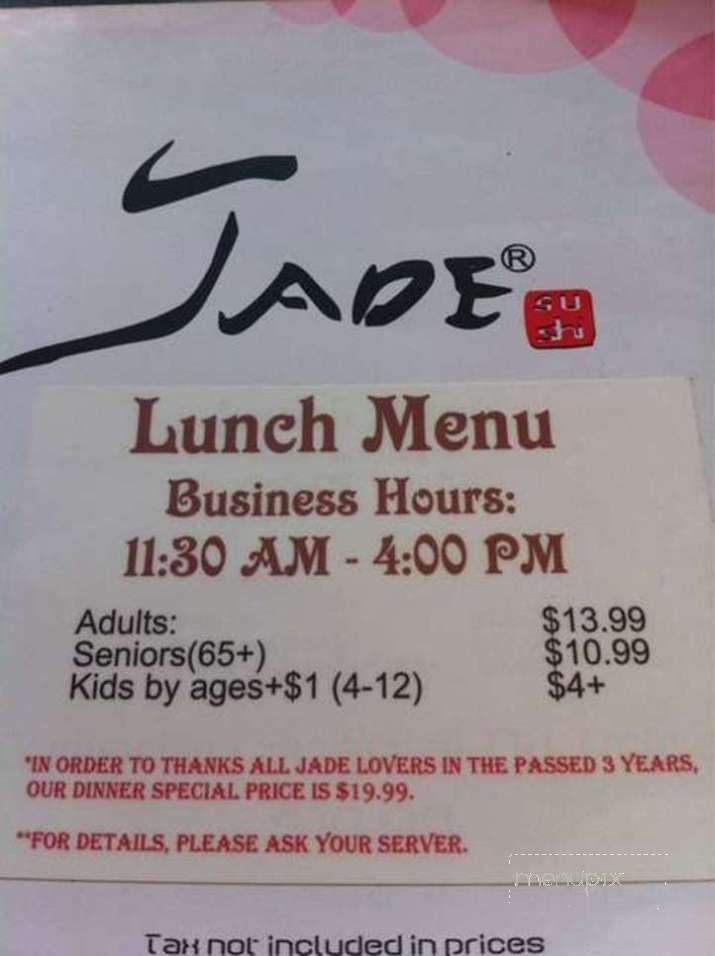 JADE®
su
shi
Lunch Menu
Business Hours:
11:30 AM - 4:00 PM
Adults: $13.99
Seniors(65+) $10.99
Kids by ages+$1 (4-12) $4+
*IN ORDER TO THANKS ALL JADE LOVERS IN THE PASSED 3 YEARS,
OUR DINNER SPECIAL PRICE IS $19.99.
**FOR DETAILS, PLEASE ASK YOUR SERVER.
menupix
Tax not included in prices